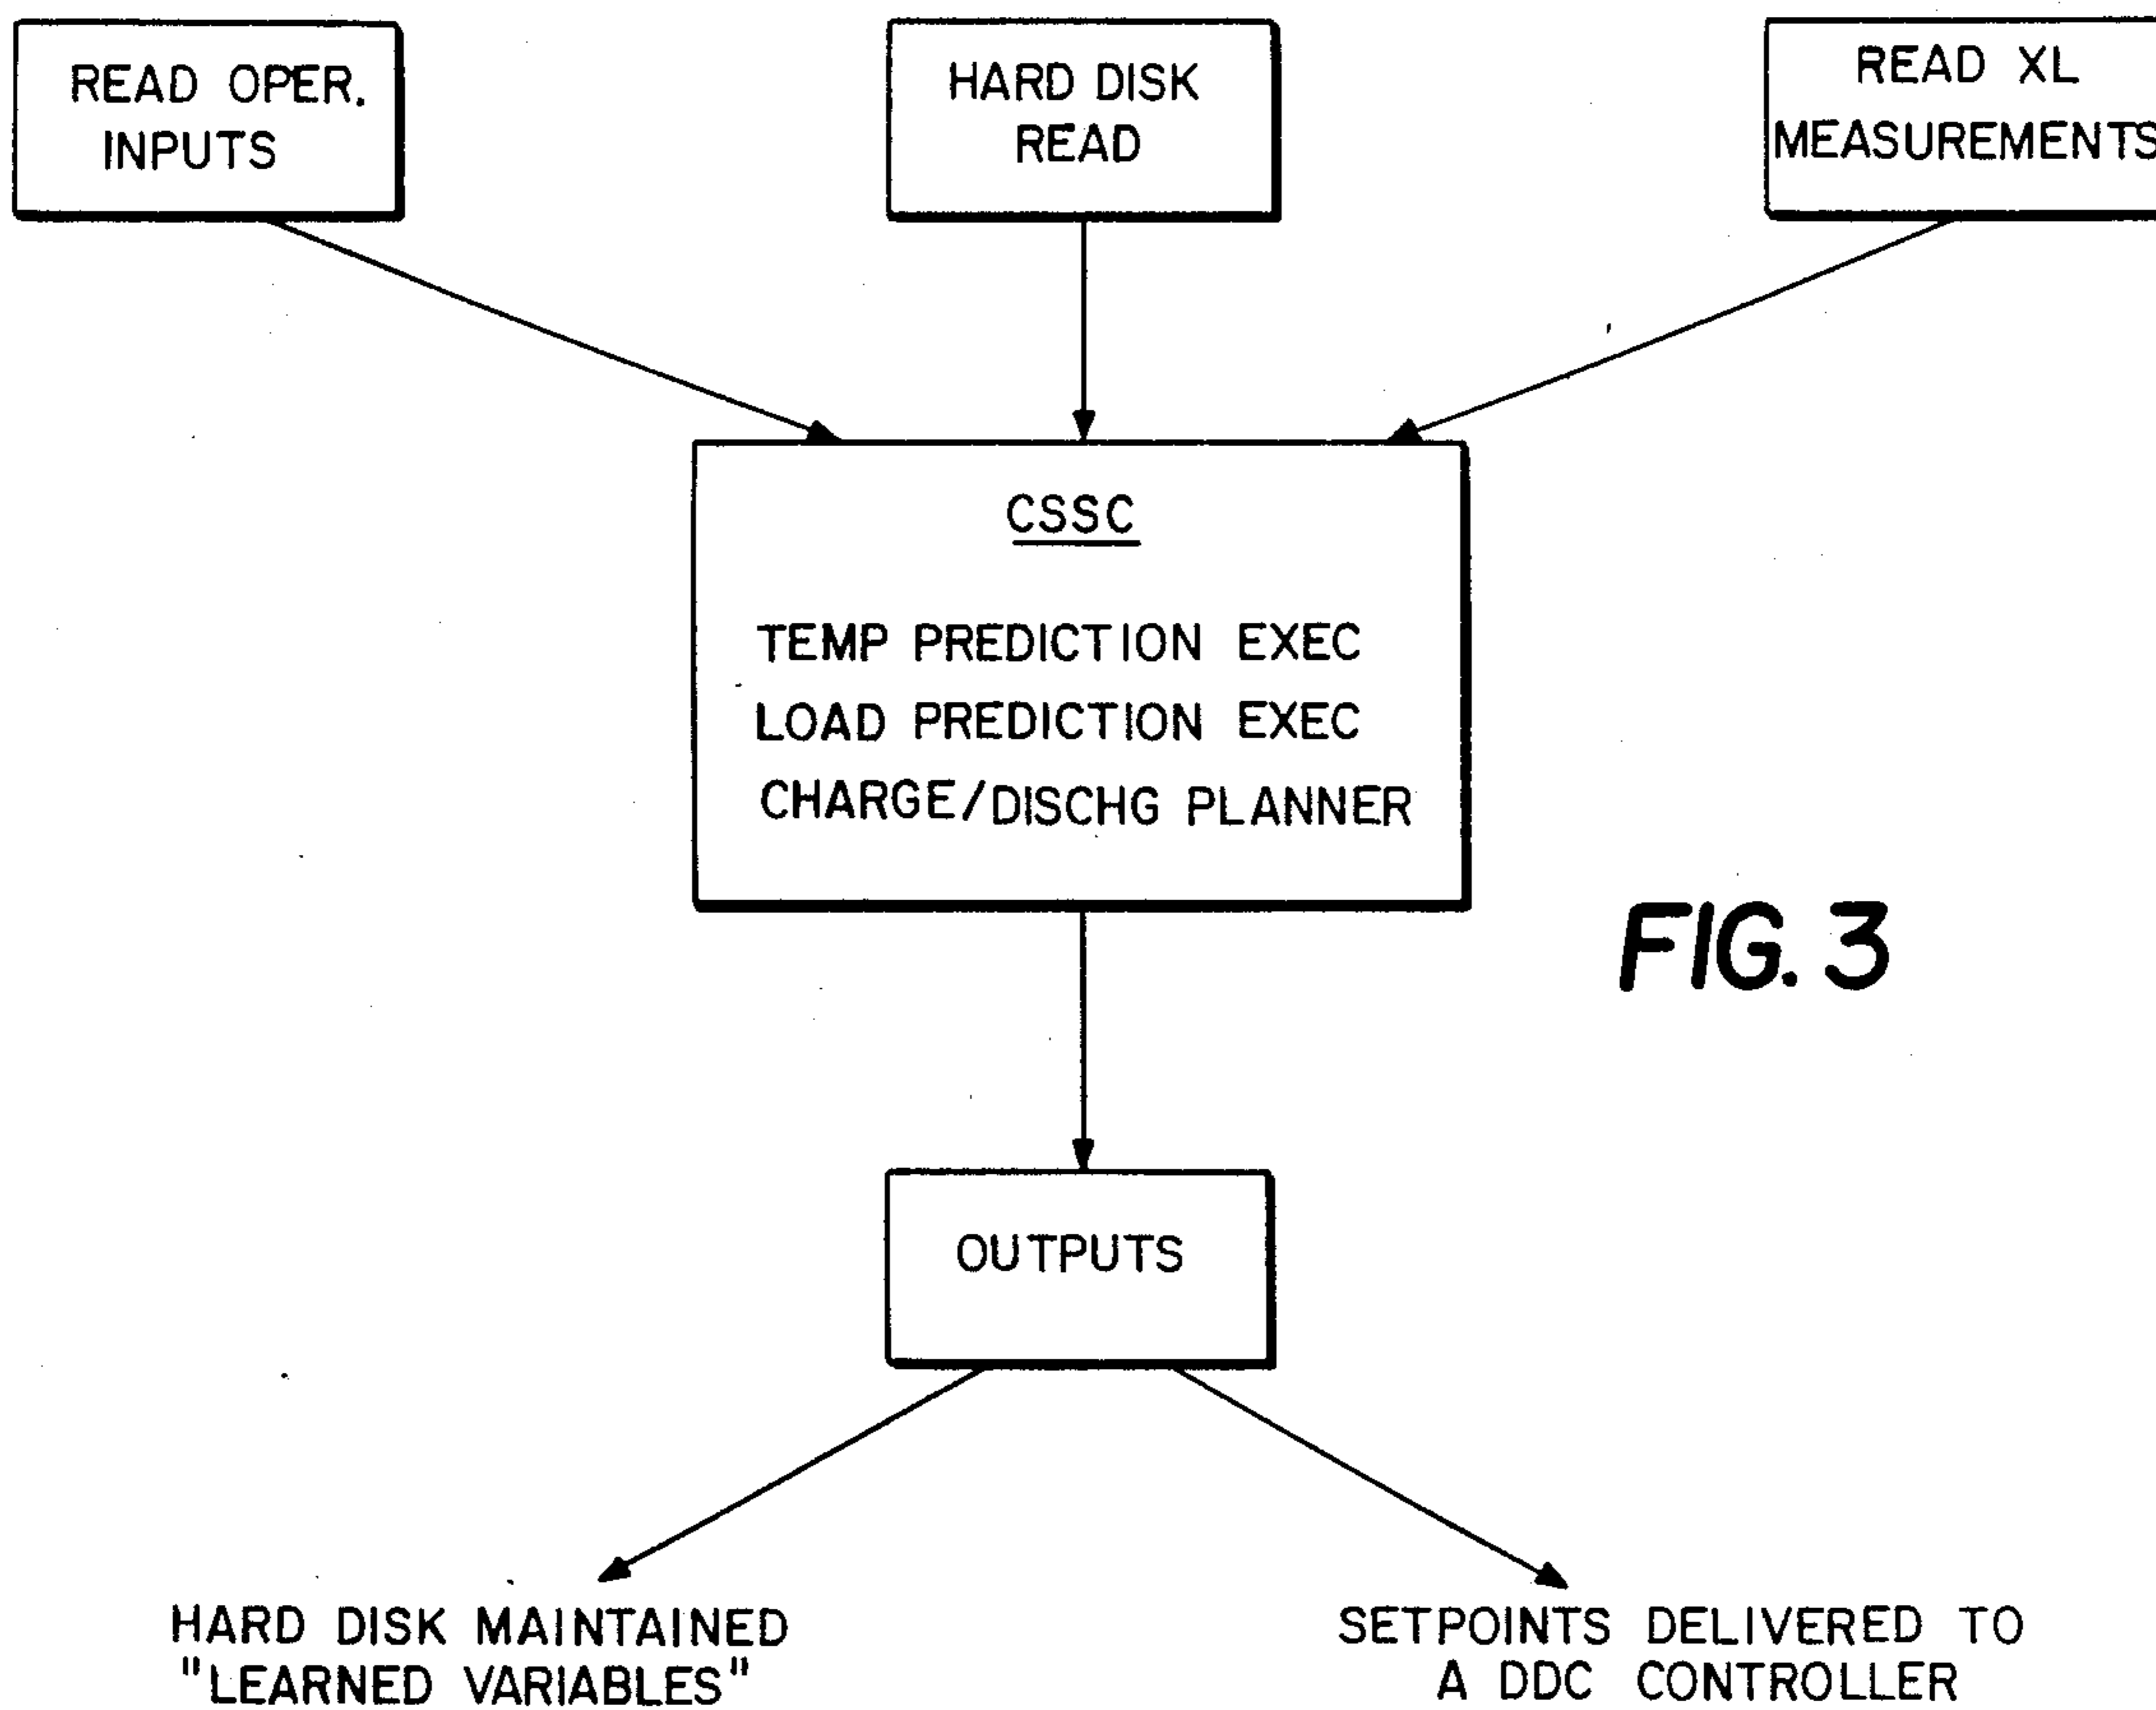 READ OPER.
INPUTS
HARD DISK
READ
READ XL
MEASUREMENTS
CSSC
TEMP PREDICTION EXEC
LOAD PREDICTION EXEC
CHARGE/DISCHG PLANNER
FIG. 3
OUTPUTS
HARD DISK MAINTAINED
"LEARNED VARIABLES"
SETPOINTS DELIVERED TO
A DDC CONTROLLER